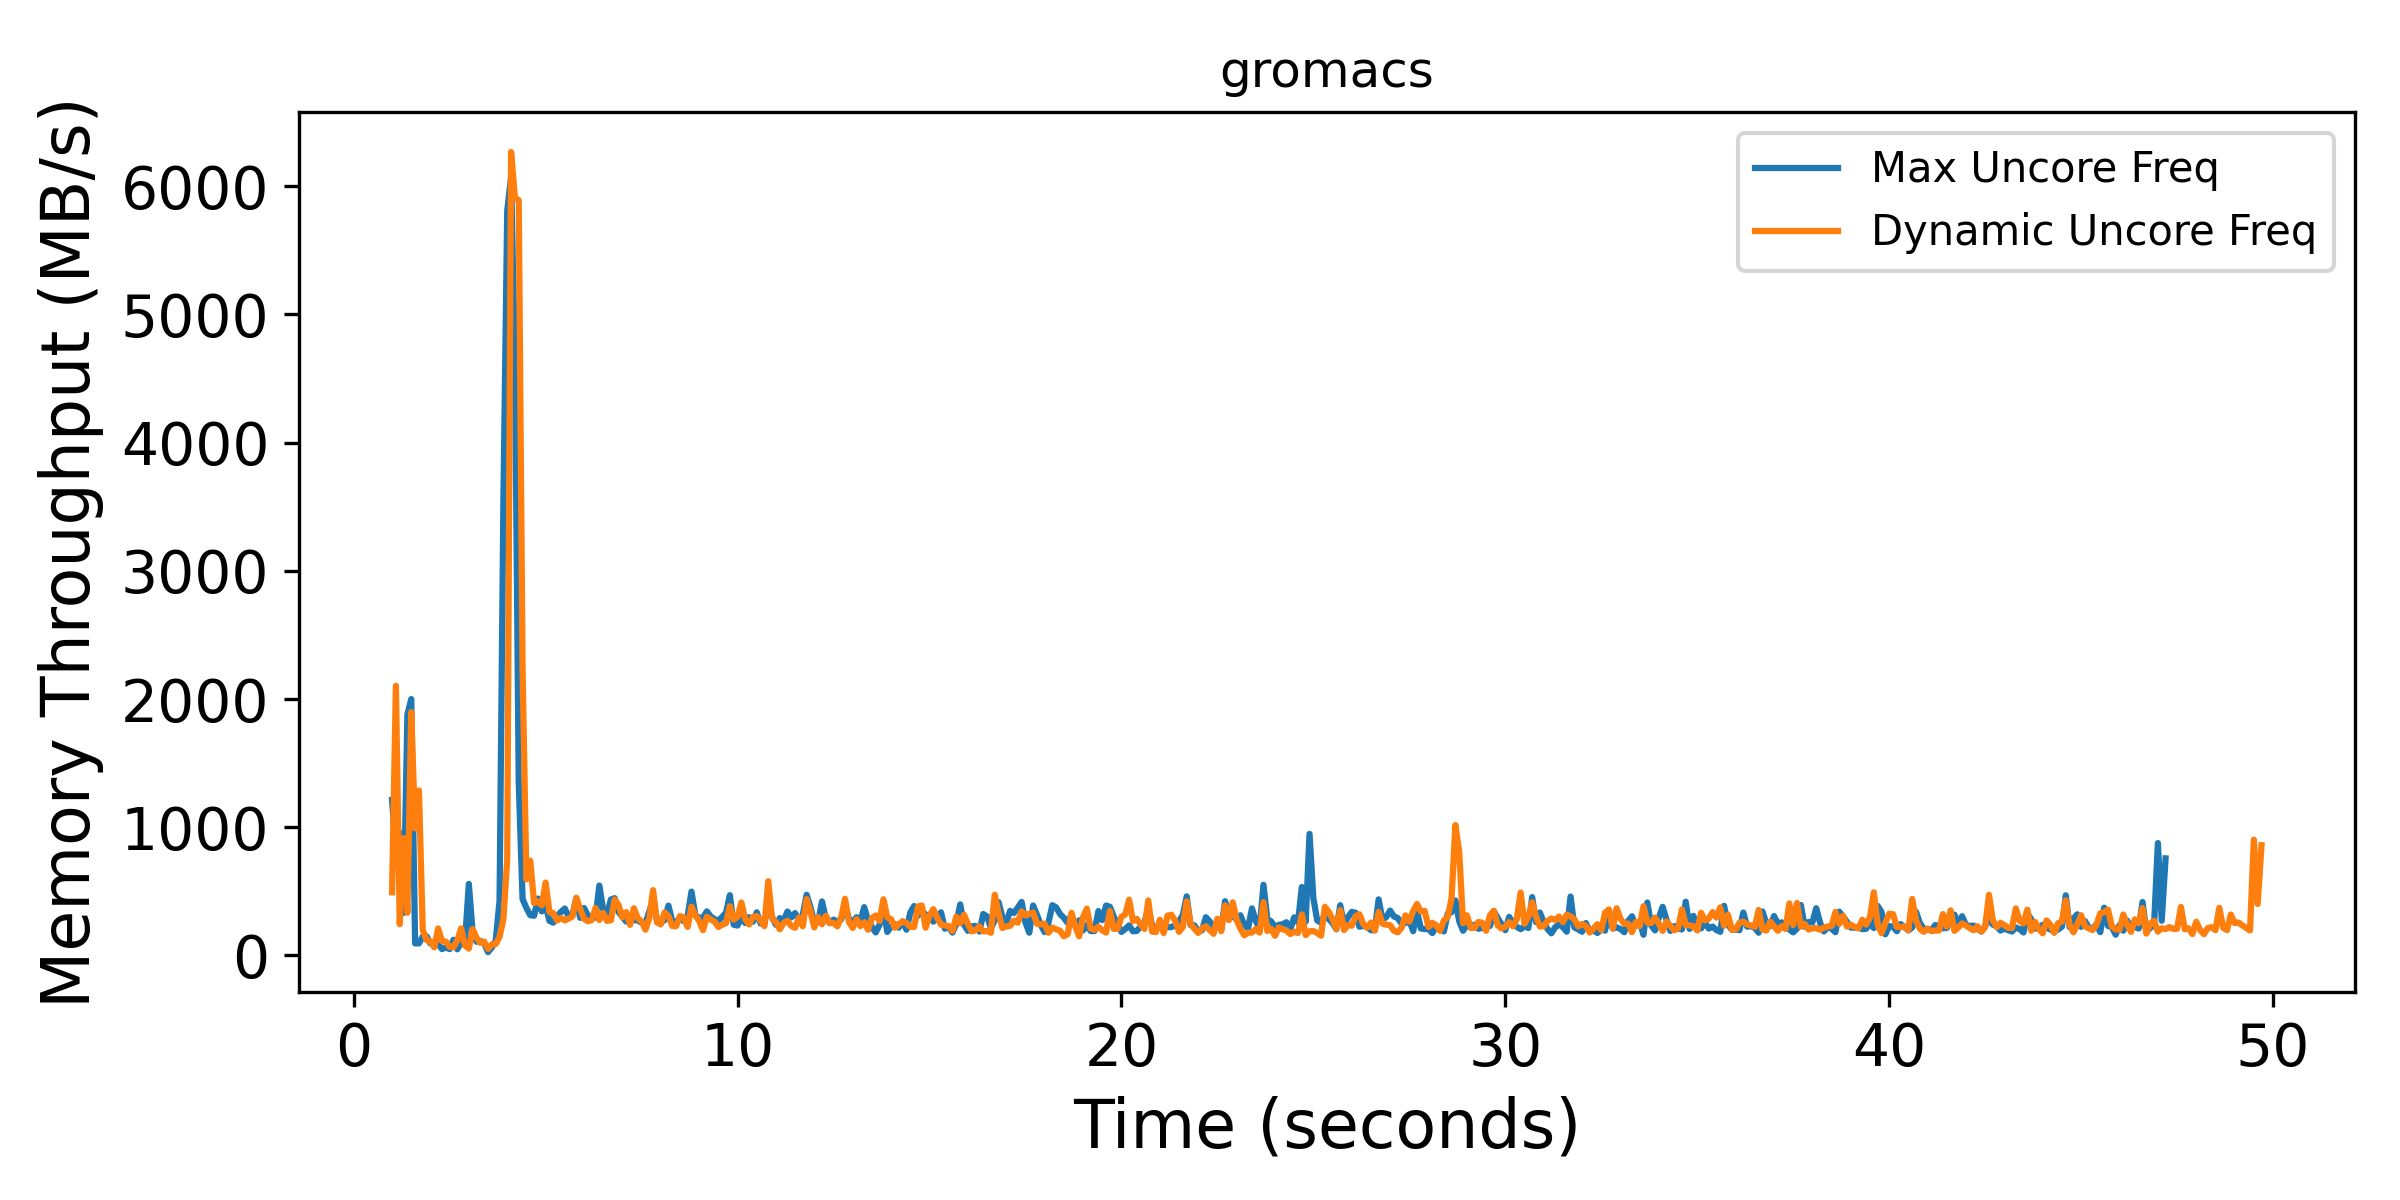 gromacs
Max Uncore Freq
Dynamic Uncore Freq
Memory Throughput (MB/s)
6000
5000
4000
3000
2000
1000
0
0 10 20 30 40 50
Time (seconds)